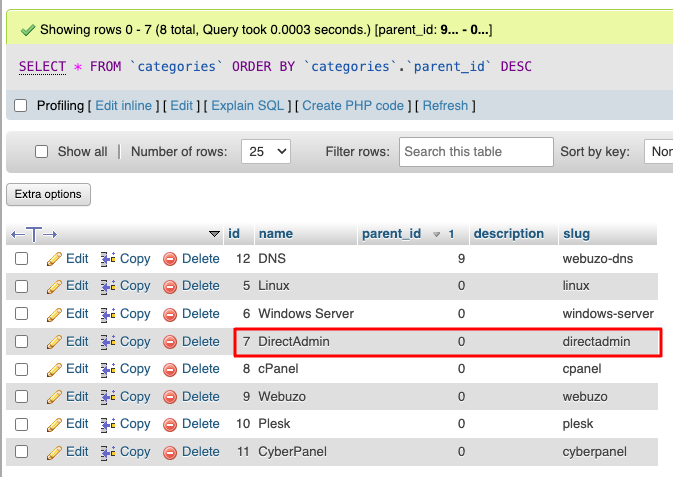 Showing rows 0 - 7 (8 total, Query took 0.0003 seconds.) [parent_id: 9... - 0...]
SELECT * FROM `categories` ORDER BY `categories`.`parent_id` DESC
Profiling [ Edit inline ] [ Edit ] [ Explain SQL ] [ Create PHP code ] [ Refresh ]
Show all | Number of rows: 25 Filter rows: Search this table Sort by key: Non
Extra options
←T→ id name parent_id 1 description slug
Edit Copy Delete 12 DNS 9 webuzo-dns
Edit Copy Delete 5 Linux 0 linux
Edit Copy Delete 6 Windows Server 0 windows-server
Edit Copy Delete 7 DirectAdmin 0 directadmin
Edit Copy Delete 8 cPanel 0 cpanel
Edit Copy Delete 9 Webuzo 0 webuzo
Edit Copy Delete 10 Plesk 0 plesk
Edit Copy Delete 11 CyberPanel 0 cyberpanel